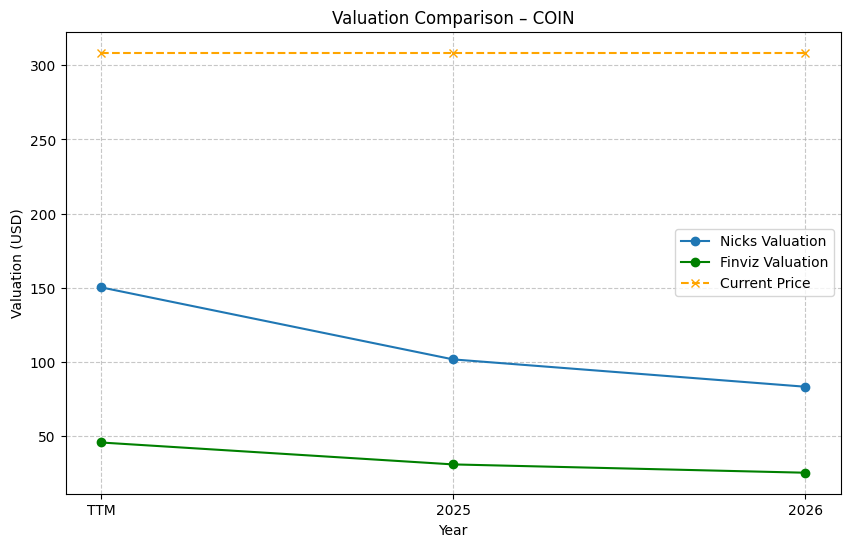 Valuation Comparison – COIN
Valuation (USD)
300
250
200
150
100
50
Nicks Valuation
Finviz Valuation
Current Price
TTM
2025
2026
Year